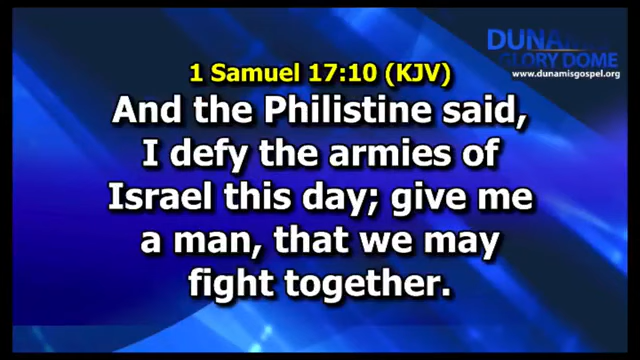 DUNAMIS
GLORY DOME
www.dunamisgospel.org
1 Samuel 17:10 (KJV)
And the Philistine said,
I defy the armies of
Israel this day; give me
a man, that we may
fight together.